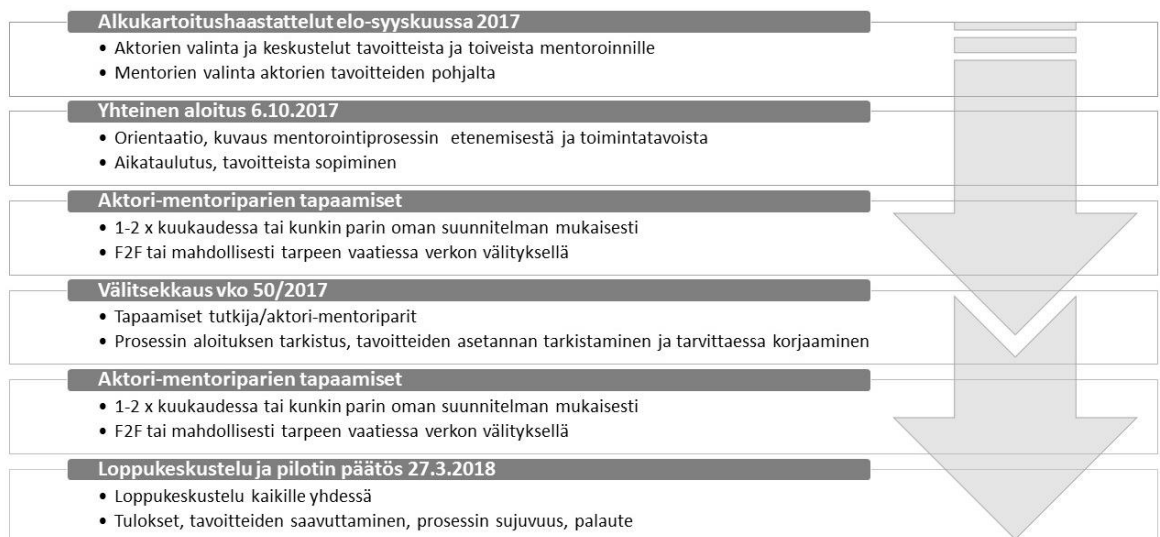 Alkukartoitushaastattelut elo-syyskuussa 2017
• Aktorien valinta ja keskustelut tavoitteista ja toiveista mentoroinnille
• Mentorien valinta aktorien tavoitteiden pohjalta
Yhteinen aloitus 6.10.2017
• Orientaatio, kuvaus mentorointiprosessin etenemisestä ja toimintatavoista
• Aikataulutus, tavoitteista sopiminen
Aktori-mentoriparien tapaamiset
• 1-2 x kuukaudessa tai kunkin parin oman suunnitelman mukaisesti
• F2F tai mahdollisesti tarpeen vaatiessa verkon välityksellä
Välitsekkaus vko 50/2017
• Tapaamiset tutkija/aktori-mentoriparit
• Prosessin aloituksen tarkistus, tavoitteiden asetannan tarkistaminen ja tarvittaessa korjaaminen
Aktori-mentoriparien tapaamiset
• 1-2 x kuukaudessa tai kunkin parin oman suunnitelman mukaisesti
• F2F tai mahdollisesti tarpeen vaatiessa verkon välityksellä
Loppukeskustelu ja pilotin päätös 27.3.2018
• Loppukeskustelu kaikille yhdessä
• Tulokset, tavoitteiden saavuttaminen, prosessin sujuvuus, palaute